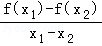 f(x₁)-f(x₂)
x₁-x₂